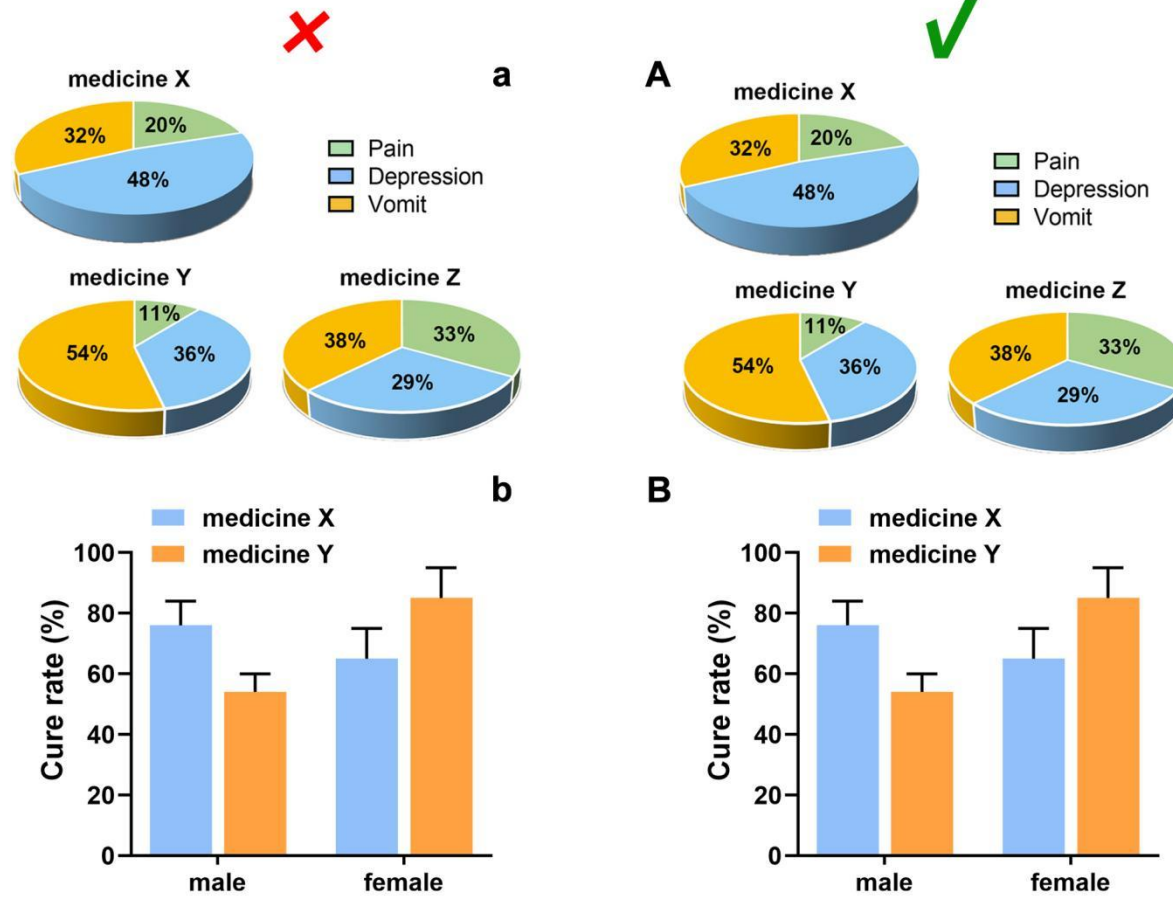 medicine X
a
32%
20%
48%
Pain
Depression
Vomit
medicine Y
medicine Z
11%
54%
36%
38%
33%
29%
b
medicine X
medicine Y
Cure rate (%)
100
80
60
40
20
0
male
female
A
medicine X
32%
20%
48%
Pain
Depression
Vomit
medicine Y
medicine Z
11%
54%
36%
38%
33%
29%
B
medicine X
medicine Y
Cure rate (%)
100
80
60
40
20
0
male
female